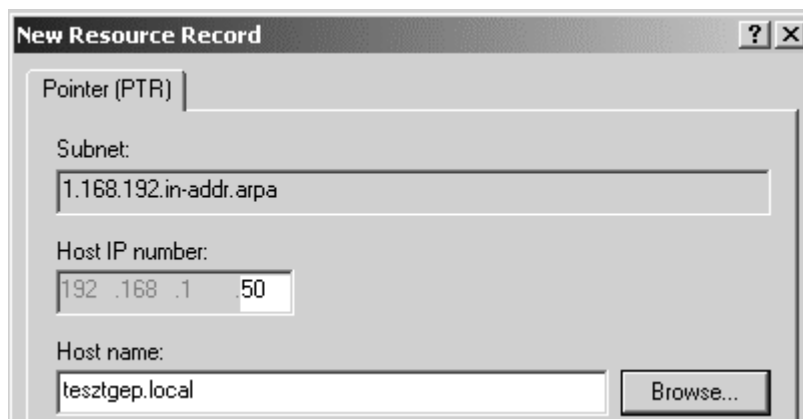 New Resource Record
Pointer (PTR)
Subnet:
1.168.192.in-addr.arpa
Host IP number:
192 .168 .1 .50
Host name:
tesztgep.local
Browse...